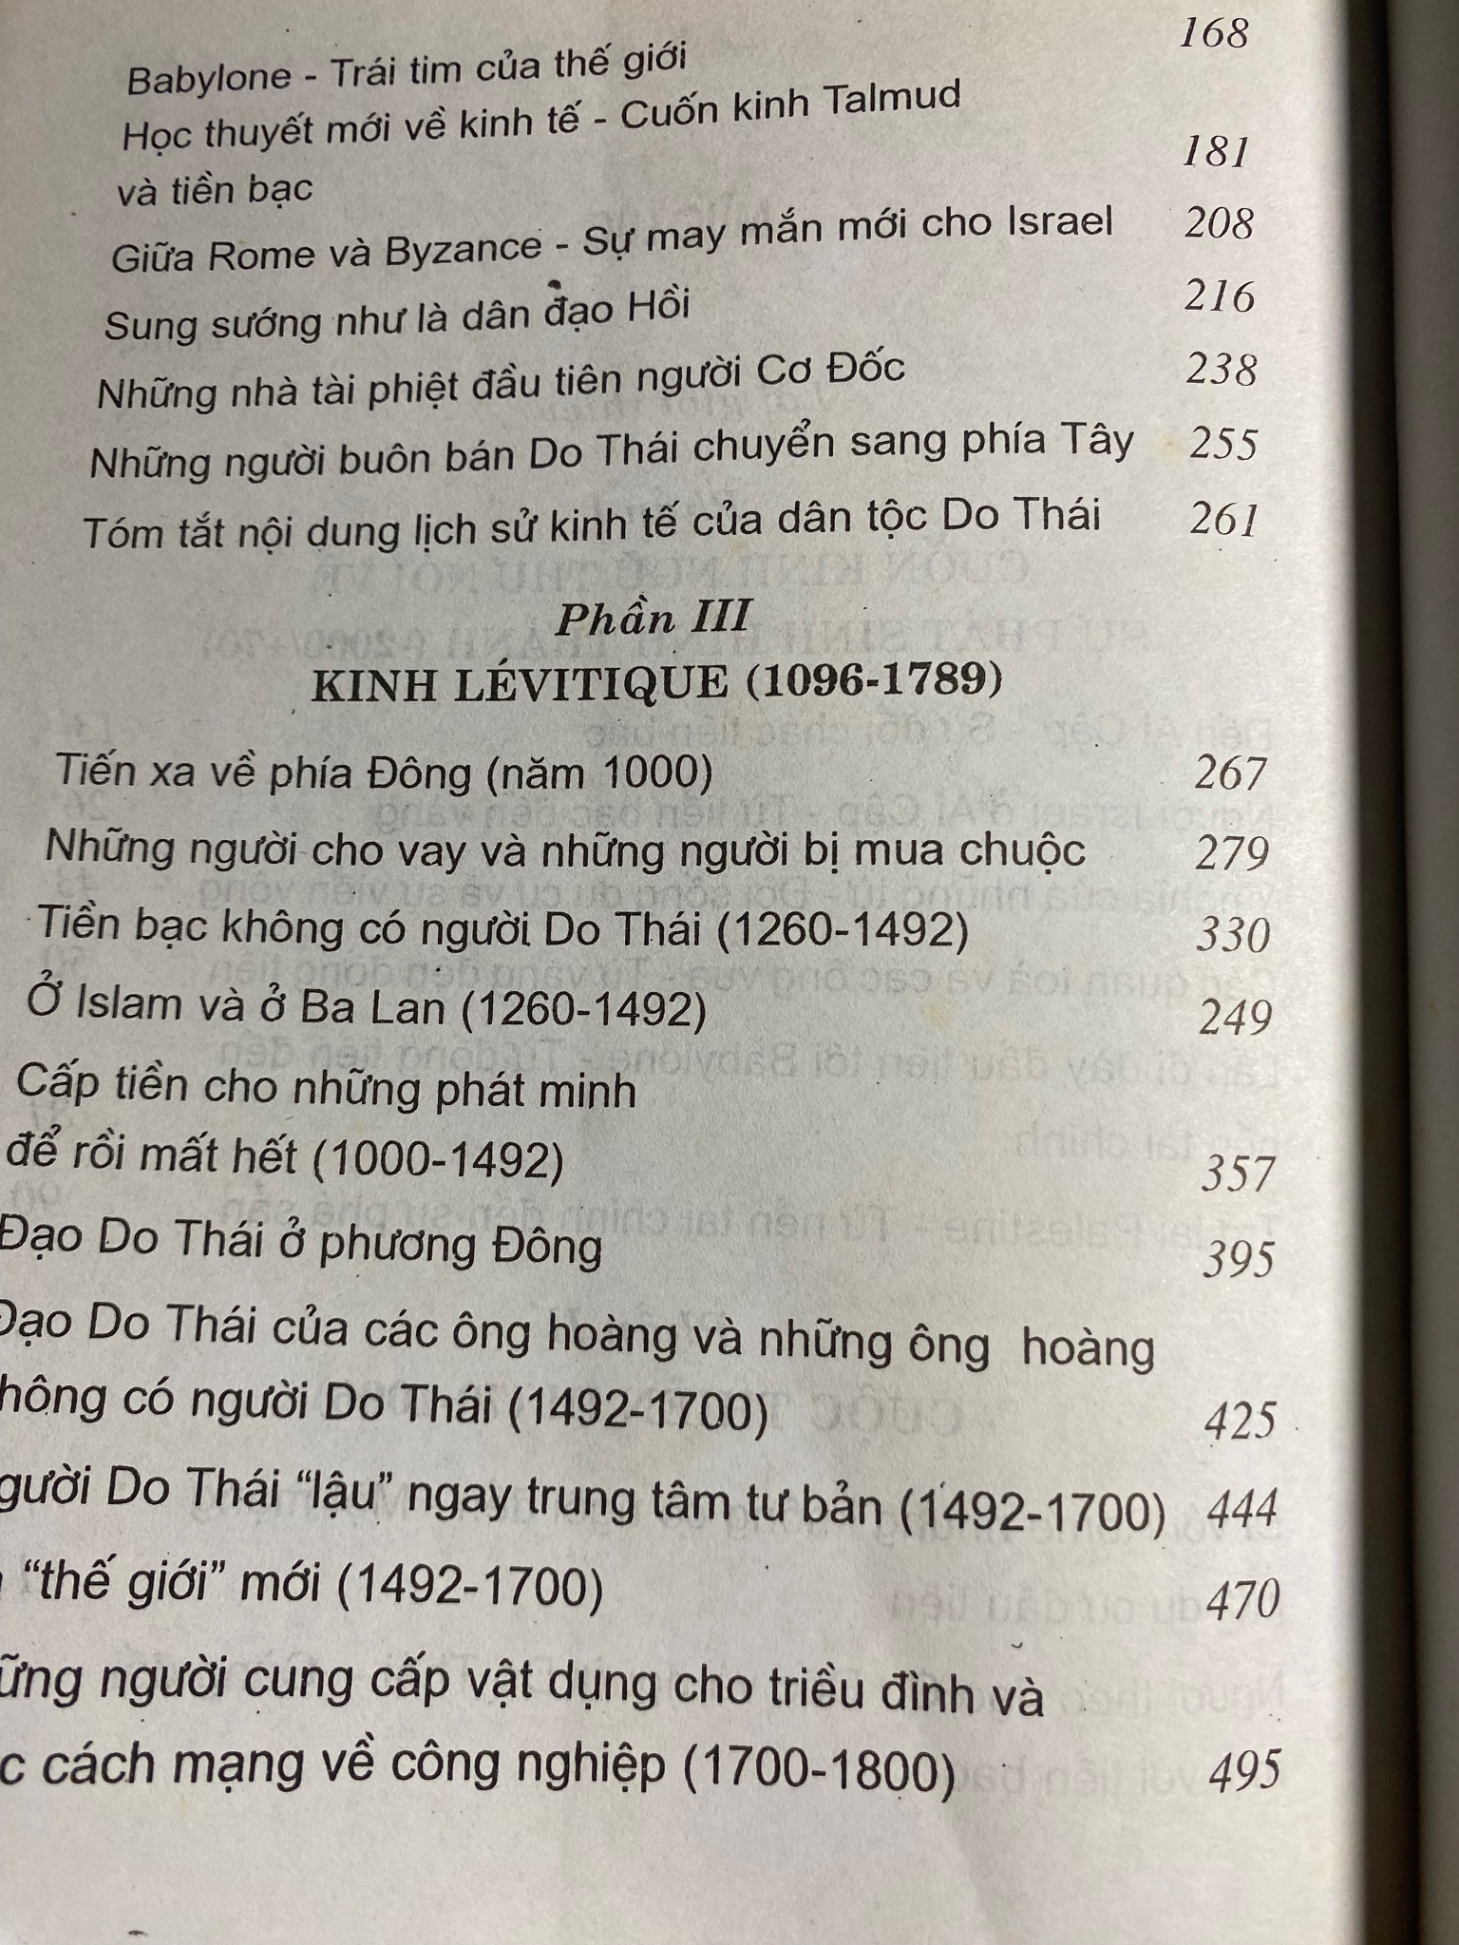 168
Babylone - Trái tim của thế giới
Học thuyết mới về kinh tế - Cuốn kinh Talmud
và tiền bạc 181
Giữa Rome và Byzance - Sự may mắn mới cho Israel 208
Sung sướng như là dân đạo Hồi 216
Những nhà tài phiệt đầu tiên người Cơ Đốc 238
Những người buôn bán Do Thái chuyển sang phía Tây 255
Tóm tắt nội dung lịch sử kinh tế của dân tộc Do Thái 261
Phần III
KINH LÉVITIQUE (1096-1789)
Tiến xa về phía Đông (năm 1000) 267
Những người cho vay và những người bị mua chuộc 279
Tiền bạc không có người Do Thái (1260-1492) 330
Ở Islam và ở Ba Lan (1260-1492) 249
Cấp tiền cho những phát minh
để rồi mất hết (1000-1492) 357
Đạo Do Thái ở phương Đông 395
Đạo Do Thái của các ông hoàng và những ông hoàng
hông có người Do Thái (1492-1700) 425
gười Do Thái “lậu” ngay trung tâm tư bản (1492-1700) 444
“thế giới” mới (1492-1700) 470
ững người cung cấp vật dụng cho triều đình và
c cách mạng về công nghiệp (1700-1800) 495